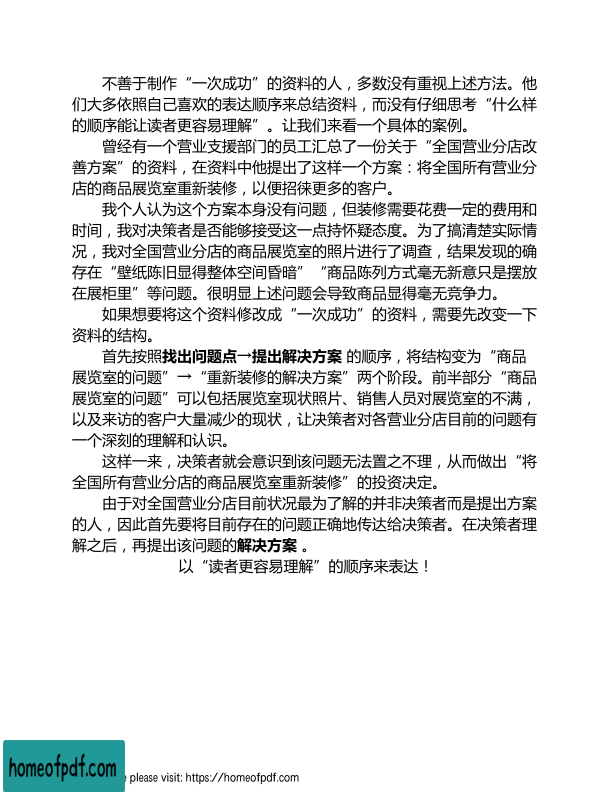 不善于制作“一次成功”的资料的人，多数没有重视上述方法。他
们大多依照自己喜欢的表达顺序来总结资料，而没有仔细思考“什么样
的顺序能让读者更容易理解”。让我们来看一个具体的案例。
曾经有一个营业支援部门的员工汇总了一份关于“全国营业分店改
善方案”的资料，在资料中他提出了这样一个方案：将全国所有营业分
店的商品展览室重新装修，以便招徕更多的客户。
我个人认为这个方案本身没有问题，但装修需要花费一定的费用和
时间，我对决策者是否能够接受这一点持怀疑态度。为了搞清楚实际情
况，我对全国营业分店的商品展览室的照片进行了调查，结果发现的确
存在“壁纸陈旧显得整体空间昏暗”“商品陈列方式毫无新意只是摆放
在展柜里”等问题。很明显上述问题会导致商品显得毫无竞争力。
如果想要将这个资料修改成“一次成功”的资料，需要先改变一下
资料的结构。
首先按照找出问题点→提出解决方案 的顺序，将结构变为“商品
展览室的问题”→“重新装修的解决方案”两个阶段。前半部分“商品
展览室的问题”可以包括展览室现状照片、销售人员对展览室的不满，
以及来访的客户大量减少的现状，让决策者对各营业分店目前的问题有
一个深刻的理解和认识。
这样一来，决策者就会意识到该问题无法置之不理，从而做出“将
全国所有营业分店的商品展览室重新装修”的投资决定。
由于对全国营业分店目前状况最为了解的并非决策者而是提出方案
的人，因此首先要将目前存在的问题正确地传达给决策者。在决策者理
解之后，再提出该问题的解决方案 。
以“读者更容易理解”的顺序来表达！
homeofpdf.com
e please visit: https://homeofpdf.com